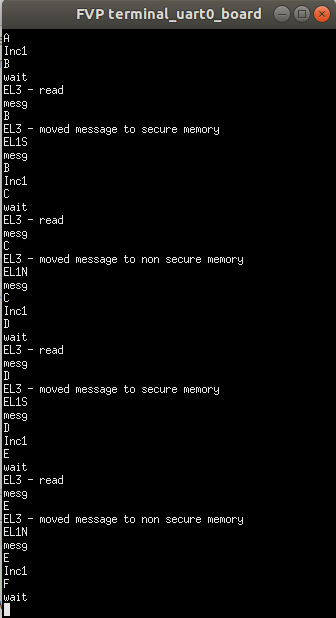 FVP terminal_uart0_board
A
Inc1
B
wait
EL3 - read
mesg
B
EL3 - moved message to secure memory
EL1S
mesg
B
Inc1
C
wait
EL3 - read
mesg
C
EL3 - moved message to non secure memory
EL1N
mesg
C
Inc1
D
wait
EL3 - read
mesg
D
EL3 - moved message to secure memory
EL1S
mesg
D
Inc1
E
wait
EL3 - read
mesg
E
EL3 - moved message to non secure memory
EL1N
mesg
E
Inc1
F
wait